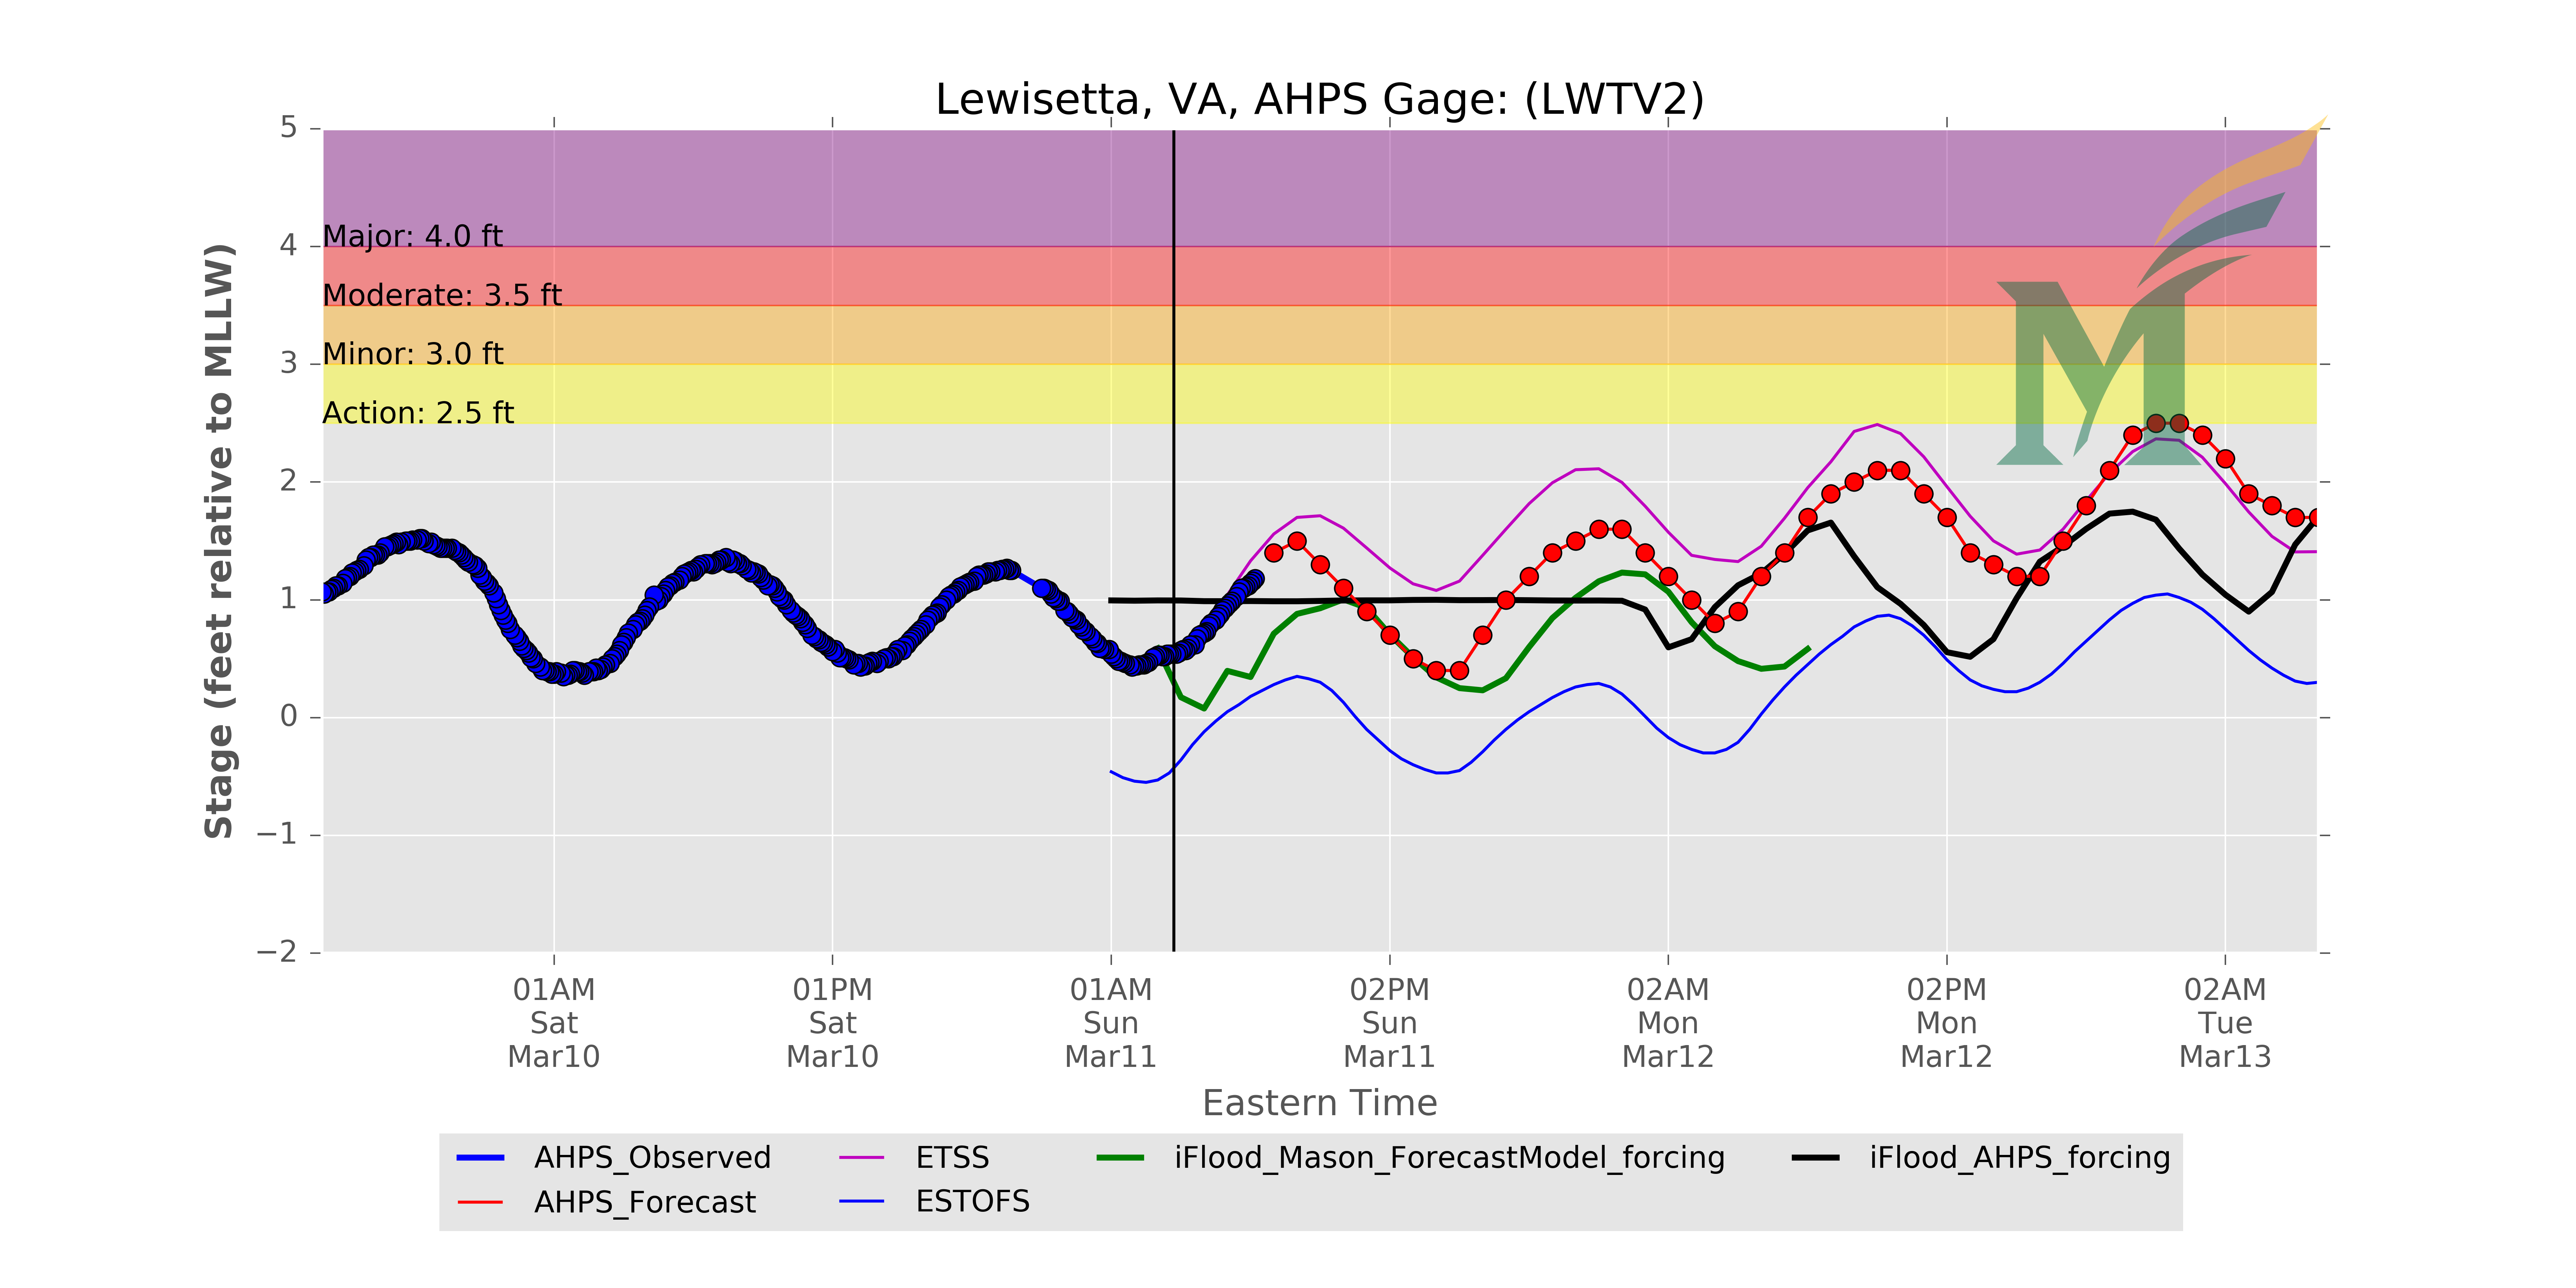 Lewisetta, VA, AHPS Gage: (LWTV2)
Stage (feet relative to MLLW)
5
4
3
2
1
0
−1
−2
Major: 4.0 ft
Moderate: 3.5 ft
Minor: 3.0 ft
Action: 2.5 ft
M
01AM
Sat
Mar10
01PM
Sat
Mar10
01AM
Sun
Mar11
02PM
Sun
Mar11
02AM
Mon
Mar12
02PM
Mon
Mar12
02AM
Tue
Mar13
Eastern Time
AHPS_Observed
AHPS_Forecast
ETSS
ESTOFS
iFlood_Mason_ForecastModel_forcing
iFlood_AHPS_forcing